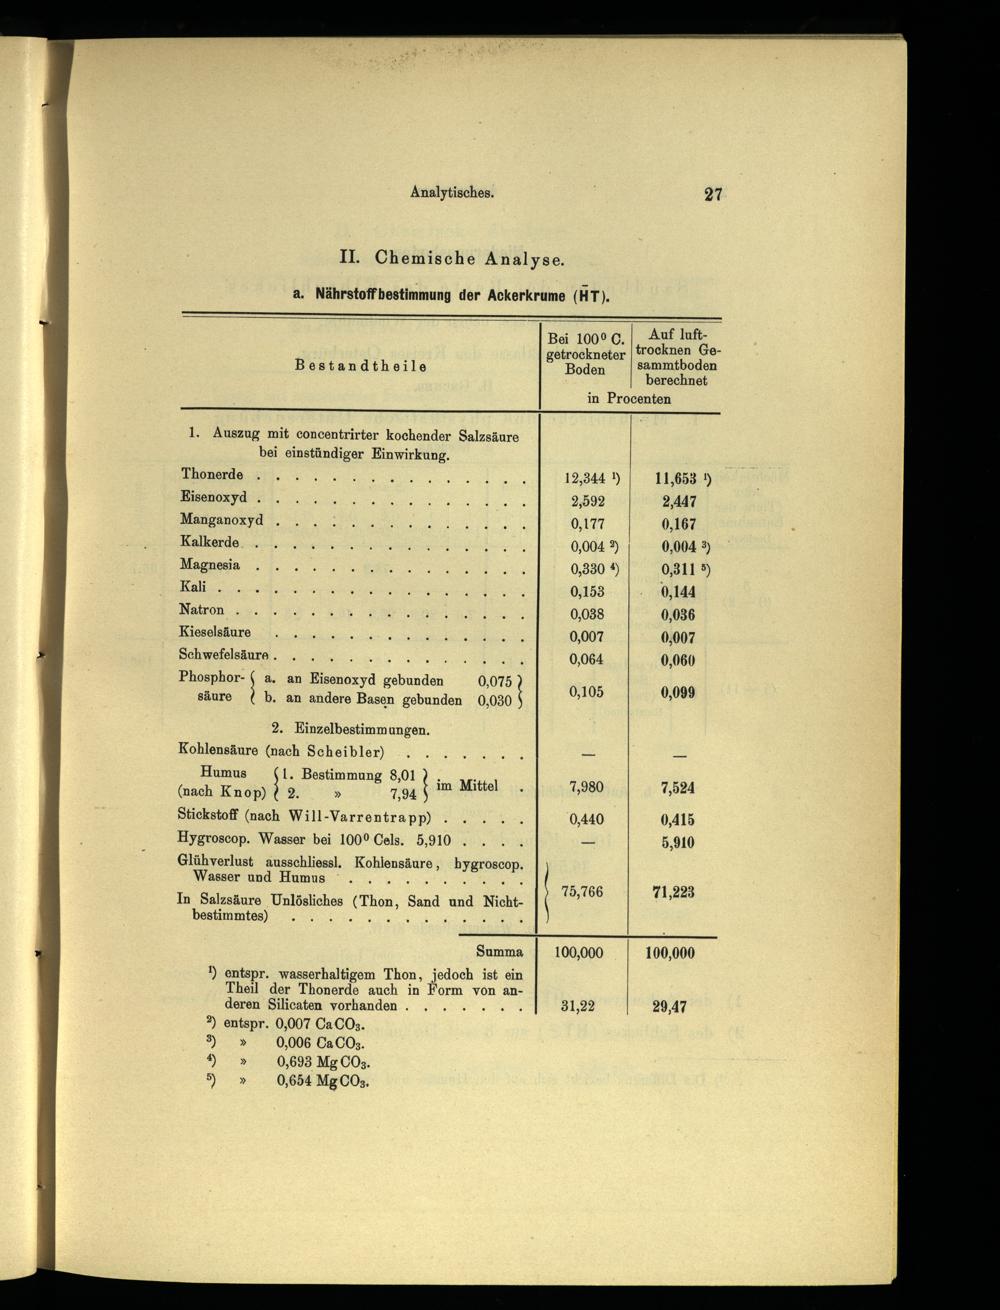 Analytisches. 27
II. Chemische Analyse.
a. Nährstoffbestimmung der Ackerkrume (H̄T).
Bestandtheile
Bei 100° C. getrockneter Boden
Auf lufttrocknen Gesammtboden berechnet
in Procenten
1. Auszug mit concentrirter kochender Salzsäure
bei einstündiger Einwirkung.
Thonerde . . . . . . . . . . . . . . . 12,344 ¹) 11,653 ¹)
Eisenoxyd . . . . . . . . . . . . . . . 2,592 2,447
Manganoxyd . . . . . . . . . . . . . . 0,177 0,167
Kalkerde . . . . . . . . . . . . . . . 0,004 ²) 0,004 ³)
Magnesia . . . . . . . . . . . . . . . 0,330 ⁴) 0,311 ⁵)
Kali . . . . . . . . . . . . . . . . . 0,153 0,144
Natron . . . . . . . . . . . . . . . . 0,038 0,036
Kieselsäure . . . . . . . . . . . . . . 0,007 0,007
Schwefelsäure . . . . . . . . . . . . . . 0,064 0,060
Phosphor- { a. an Eisenoxyd gebunden 0,075 }
säure { b. an andere Basen gebunden 0,030 } 0,105 0,099
2. Einzelbestimmungen.
Kohlensäure (nach Scheibler) . . . . . . . — —
Humus { 1. Bestimmung 8,01 }
(nach Knop) { 2. » 7,94 } im Mittel . 7,980 7,524
Stickstoff (nach Will-Varrentrapp) . . . . . 0,440 0,415
Hygroscop. Wasser bei 100° Cels. 5,910 . . . . — 5,910
Glühverlust ausschliessl. Kohlensäure, hygroscop.
Wasser und Humus . . . . . . . . . .
In Salzsäure Unlösliches (Thon, Sand und Nicht- } 75,766 71,223
bestimmtes) . . . . . . . . . . . . .
Summa 100,000 100,000
¹) entspr. wasserhaltigem Thon, jedoch ist ein
Theil der Thonerde auch in Form von an-
deren Silicaten vorhanden . . . . . . . 31,22 29,47
²) entspr. 0,007 CaCO₃.
³) » 0,006 CaCO₃.
⁴) » 0,693 MgCO₃.
⁵) » 0,654 MgCO₃.